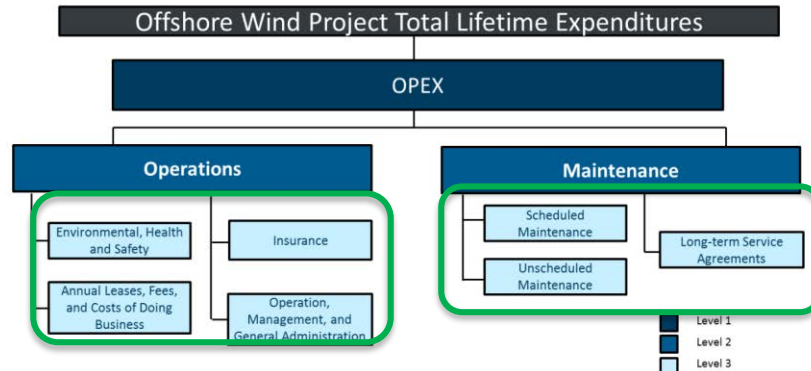 Offshore Wind Project Total Lifetime Expenditures
OPEX
Operations
Maintenance
Environmental, Health
and Safety
Insurance
Annual Leases, Fees,
and Costs of Doing
Business
Operation,
Management, and
General Administration
Scheduled
Maintenance
Long-term Service
Agreements
Unscheduled
Maintenance
Level 1
Level 2
Level 3